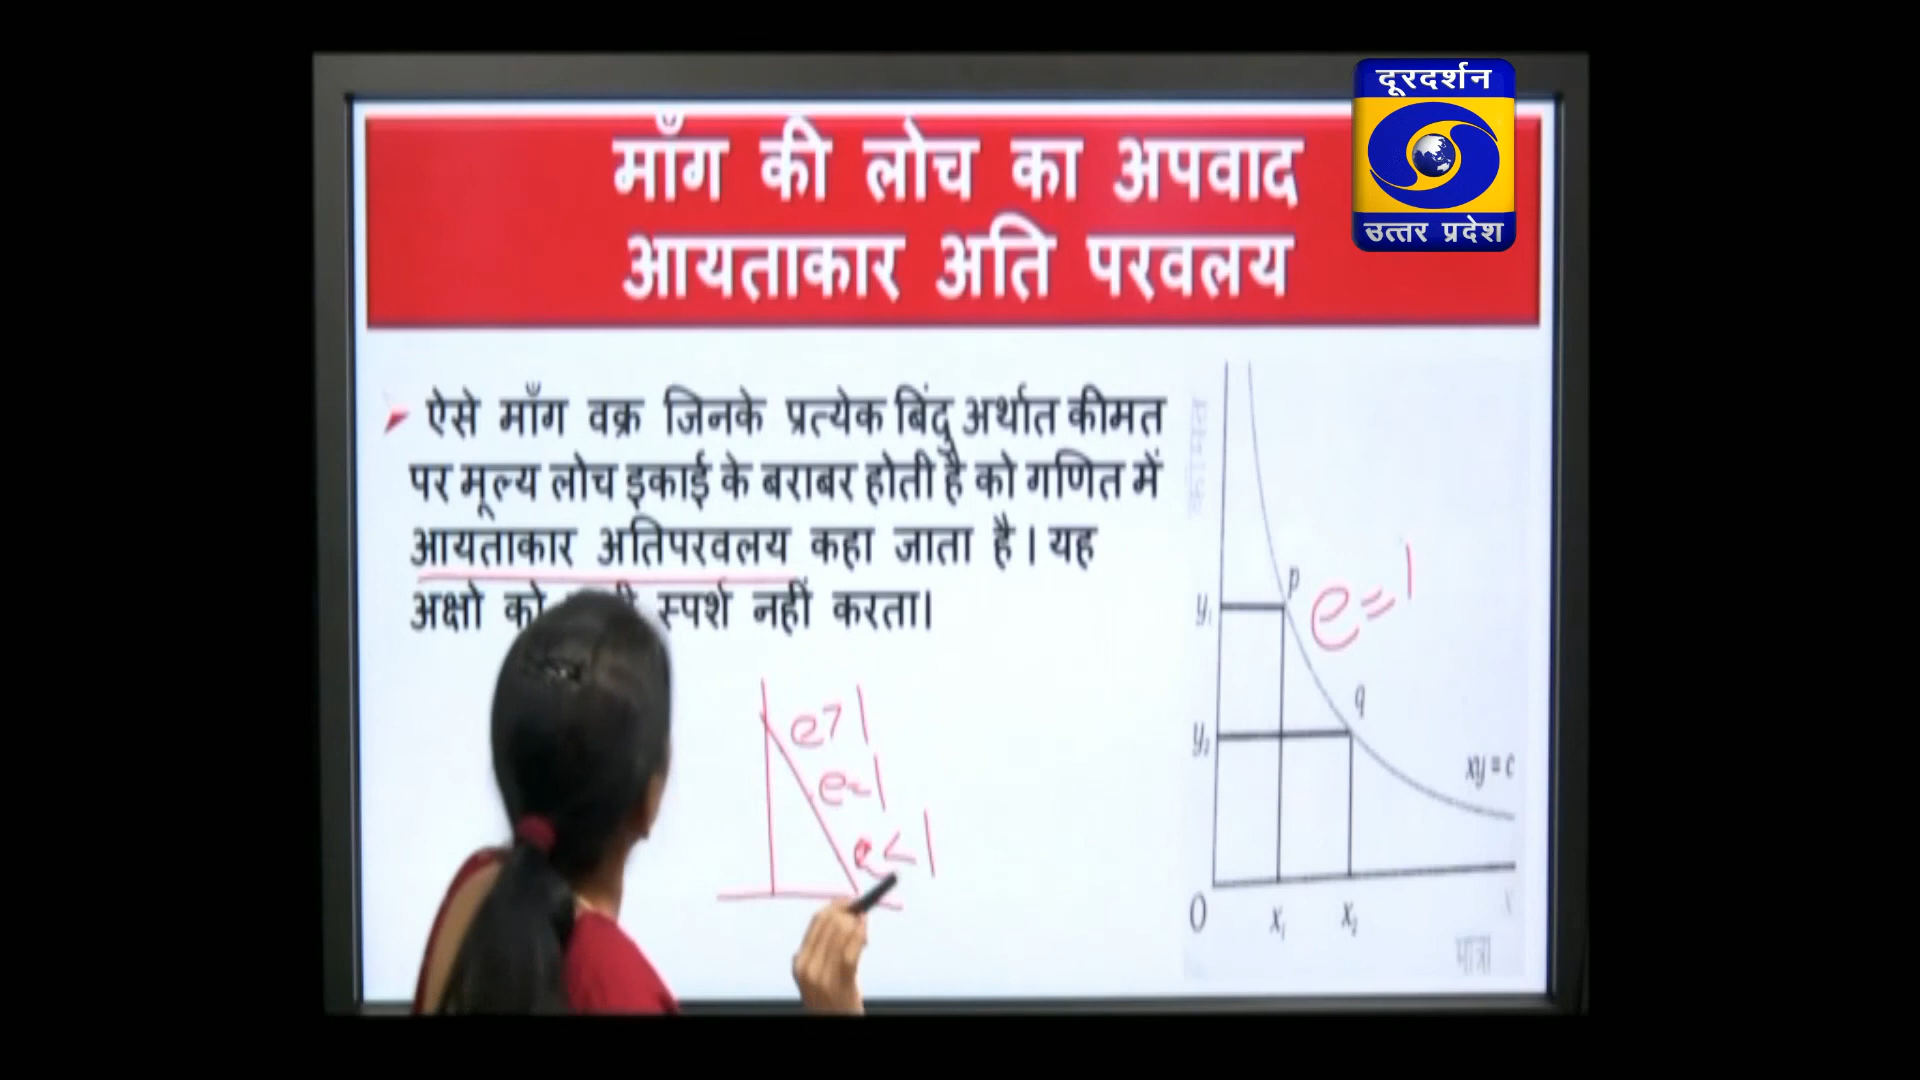 दूरदर्शन
उत्तर प्रदेश
माँग की लोच का अपवाद
आयताकार अति परवलय
ऐसे माँग वक्र जिनके प्रत्येक बिंदु अर्थात कीमत
पर मूल्य लोच इकाई के बराबर होती है को गणित में
आयताकार अतिपरवलय कहा जाता है। यह
अक्षो को स्पर्श नहीं करता।
e>1
e=1
e<1
कीमत
p
e=1
y₁
q
y₂
xy = c
O
x₁
x₂
x
मात्रा